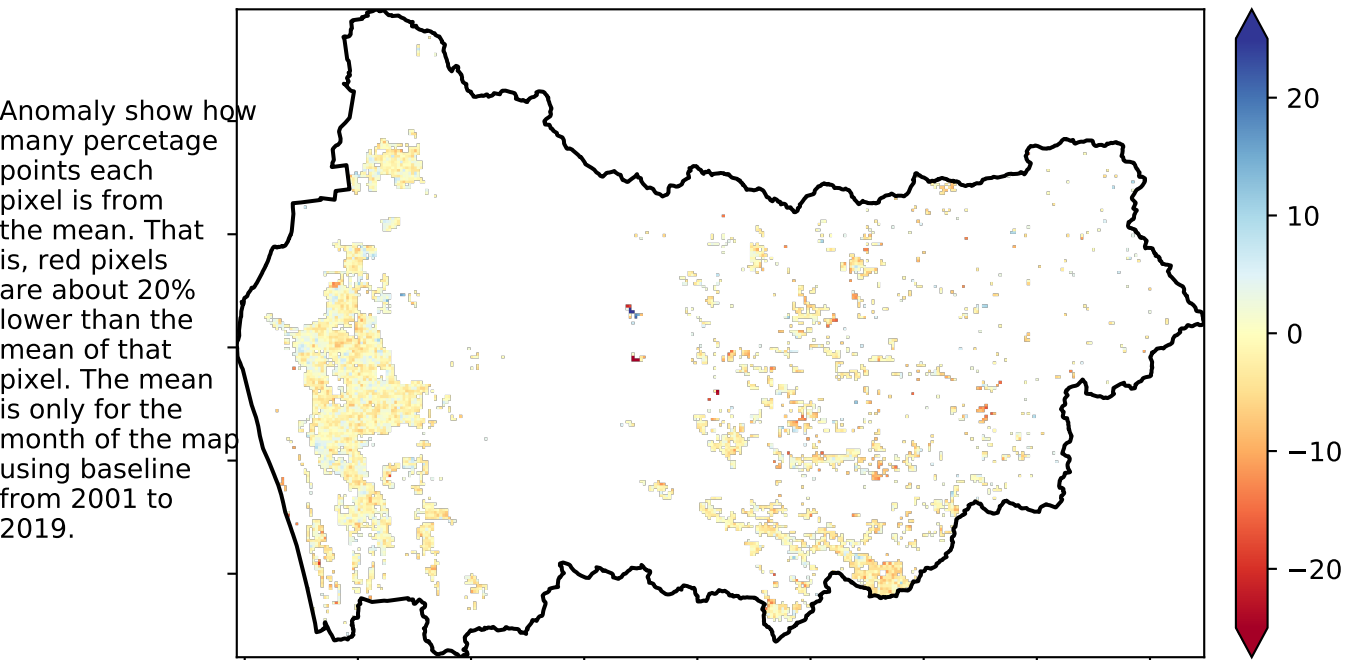 Anomaly show how
many percetage
points each
pixel is from
the mean. That
is, red pixels
are about 20%
lower than the
mean of that
pixel. The mean
is only for the
month of the map
using baseline
from 2001 to
2019.
20
10
0
−10
−20